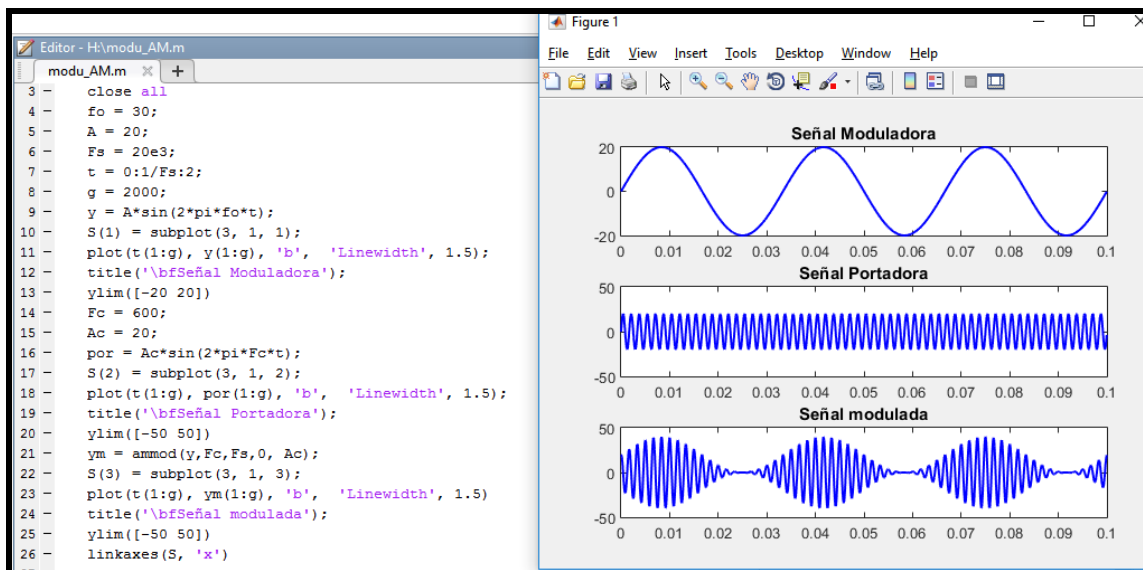 Editor - H:\modu_AM.m
modu_AM.m × +
3 - close all
4 - fo = 30;
5 - A = 20;
6 - Fs = 20e3;
7 - t = 0:1/Fs:2;
8 - g = 2000;
9 - y = A*sin(2*pi*fo*t);
10 - S(1) = subplot(3, 1, 1);
11 - plot(t(1:g), y(1:g), 'b', 'Linewidth', 1.5);
12 - title('\bfSeñal Moduladora');
13 - ylim([-20 20])
14 - Fc = 600;
15 - Ac = 20;
16 - por = Ac*sin(2*pi*Fc*t);
17 - S(2) = subplot(3, 1, 2);
18 - plot(t(1:g), por(1:g), 'b', 'Linewidth', 1.5);
19 - title('\bfSeñal Portadora');
20 - ylim([-50 50])
21 - ym = ammod(y,Fc,Fs,0, Ac);
22 - S(3) = subplot(3, 1, 3);
23 - plot(t(1:g), ym(1:g), 'b', 'Linewidth', 1.5)
24 - title('\bfSeñal modulada');
25 - ylim([-50 50])
26 - linkaxes(S, 'x')
Figure 1
File Edit View Insert Tools Desktop Window Help
Señal Moduladora
20
0
-20
0 0.01 0.02 0.03 0.04 0.05 0.06 0.07 0.08 0.09 0.1
Señal Portadora
50
0
-50
0 0.01 0.02 0.03 0.04 0.05 0.06 0.07 0.08 0.09 0.1
Señal modulada
50
0
-50
0 0.01 0.02 0.03 0.04 0.05 0.06 0.07 0.08 0.09 0.1